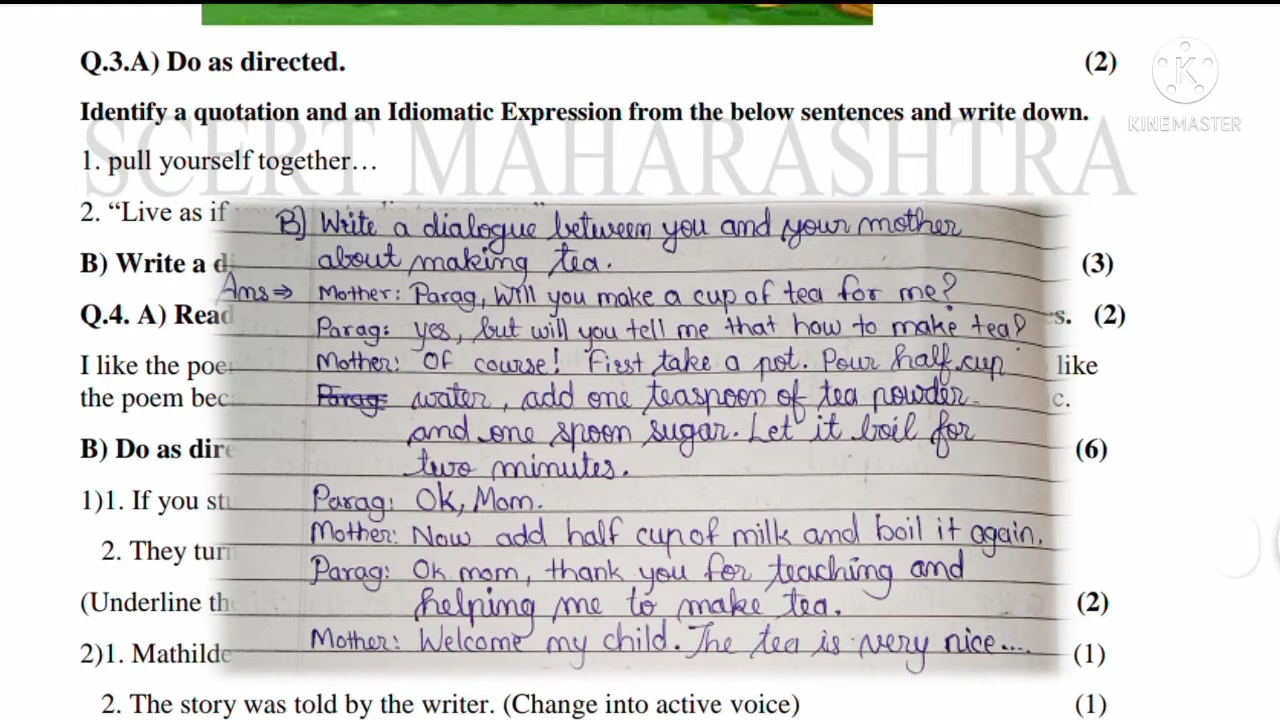 Q.3.A) Do as directed. (2)
KINEMASTER
Identify a quotation and an Idiomatic Expression from the below sentences and write down.
SCERT MAHARASHTRA
1. pull yourself together…
2. “Live as if
B] Write a dialogue between you and your mother
about making tea.
B) Write a d (3)
Ans ⇒ Mother: Parag, Will you make a cup of tea for me?
Q.4. A) Read s. (2)
Parag: yes, but will you tell me that how to make tea?
I like the poe like
Mother: Of course! First take a pot. Pour half cup
the poem bec c.
Parag: water, add one teaspoon of tea powder
and one spoon sugar. Let it boil for
B) Do as dire (6)
two minutes.
1)1. If you stu
Parag: Ok, Mom.
Mother: Now add half cup of milk and boil it again.
2. They turn
Parag: Ok mom, thank you for teaching and
(Underline th (2)
helping me to make tea.
Mother: Welcome my child. The tea is very nice....
2)1. Mathilde (1)
2. The story was told by the writer. (Change into active voice) (1)